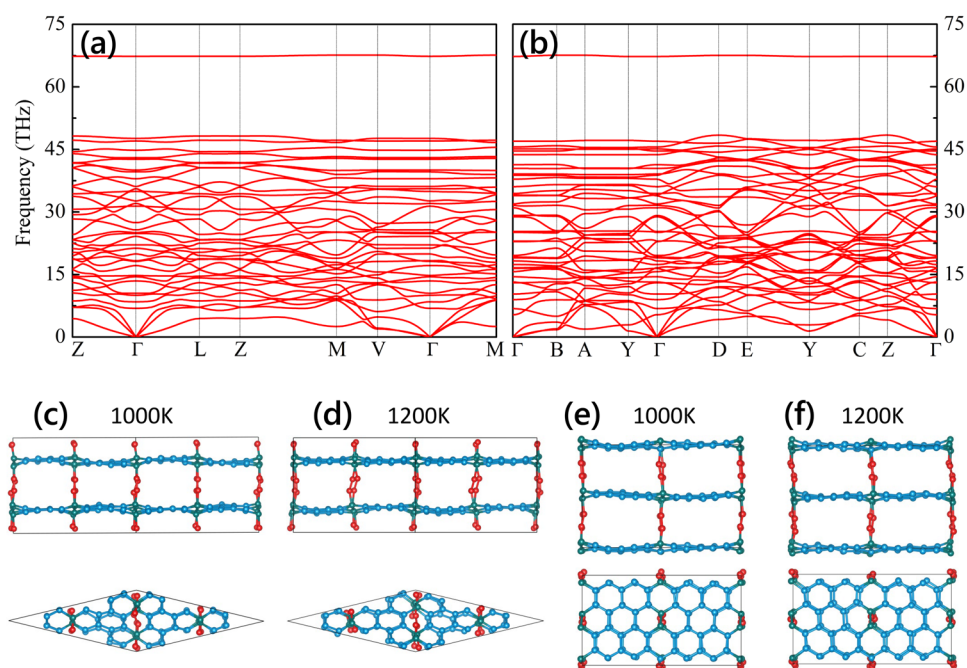 75 (a) (b) 75
60 60
45 45
30 30
15 15
0 0
Frequency (THz)
Z Γ L Z M V Γ M Γ B A Y Γ D E Y C Z Γ
(c) 1000K (d) 1200K (e) 1000K (f) 1200K